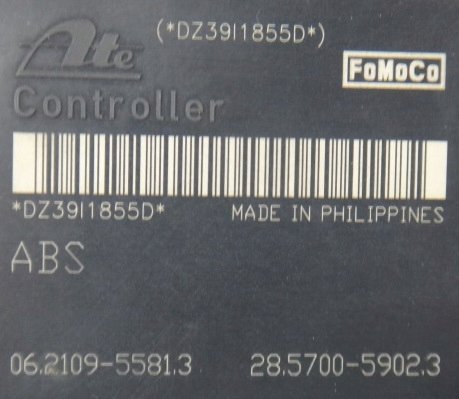 Ate (*DZ39I1855D*)
FoMoCo
Controller
*DZ39I1855D* MADE IN PHILIPPINES
ABS
06.2109-5581.3 28.5700-5902.3